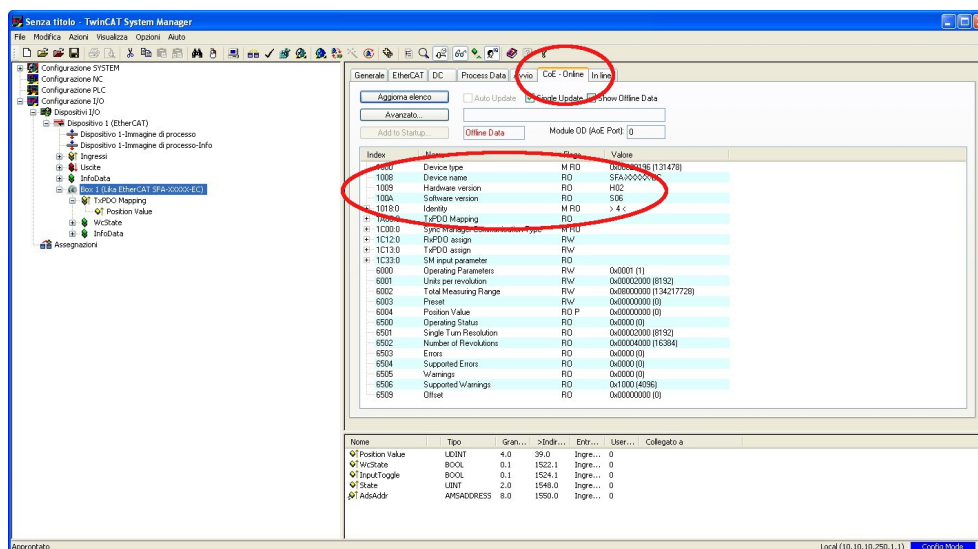 Senza titolo - TwinCAT System Manager
File Modifica Azioni Visualizza Opzioni Aiuto
Configurazione SYSTEM
Configurazione NC
Configurazione PLC
Configurazione I/O
Dispositivi I/O
Dispositivo 1 (EtherCAT)
Dispositivo 1-Immagine di processo
Dispositivo 1-Immagine di processo-Info
Ingressi
Uscite
InfoData
Box 1 (Lika EtherCAT SFA-XXXXX-EC)
TxPDO Mapping
Position Value
WcState
InfoData
Assegnazioni
Generale EtherCAT DC Process Data Avvio CoE - Online In linea
Aggiorna elenco Auto Update Single Update Show Offline Data
Avanzato...
Add to Startup... Offline Data Module OD (AoE Port): 0
Index Name Flags Valore
1000 Device type M RO (131478)
1008 Device name RO
1009 Hardware version RO H02
100A Software version RO S06
1018:0 Identity M RO > 4 <
TxPDO Mapping RO
1C00:0 Sync Manager Communication Type M RO
1C12:0 RxPDO assign RW
1C13:0 TxPDO assign RW
1C33:0 SM input parameter RO
6000 Operating Parameters RW 0x0001 (1)
6001 Units per revolution RW 0x00002000 (8192)
6002 Total Measuring Range RW 0x08000000 (134217728)
6003 Preset RW 0x00000000 (0)
6004 Position Value RO P 0x00000000 (0)
6500 Operating Status RO 0x0000 (0)
6501 Single Turn Resolution RO 0x00002000 (8192)
6502 Number of Revolutions RO 0x00004000 (16384)
6503 Errors RO 0x0000 (0)
6504 Supported Errors RO 0x0000 (0)
6505 Warnings RO 0x0000 (0)
6506 Supported Warnings RO 0x1000 (4096)
6509 Offset RO 0x00000000 (0)
Nome Tipo Gran... >Indir... Entr... User... Collegato a
Position Value UDINT 4.0 39.0 Ingre... 0
WcState BOOL 0.1 1522.1 Ingre... 0
InputToggle BOOL 0.1 1524.1 Ingre... 0
State UINT 2.0 1548.0 Ingre... 0
AdsAddr AMSADDRESS 8.0 1550.0 Ingre... 0
Approntato Local (10.10.10.250.1.1) Config Mode